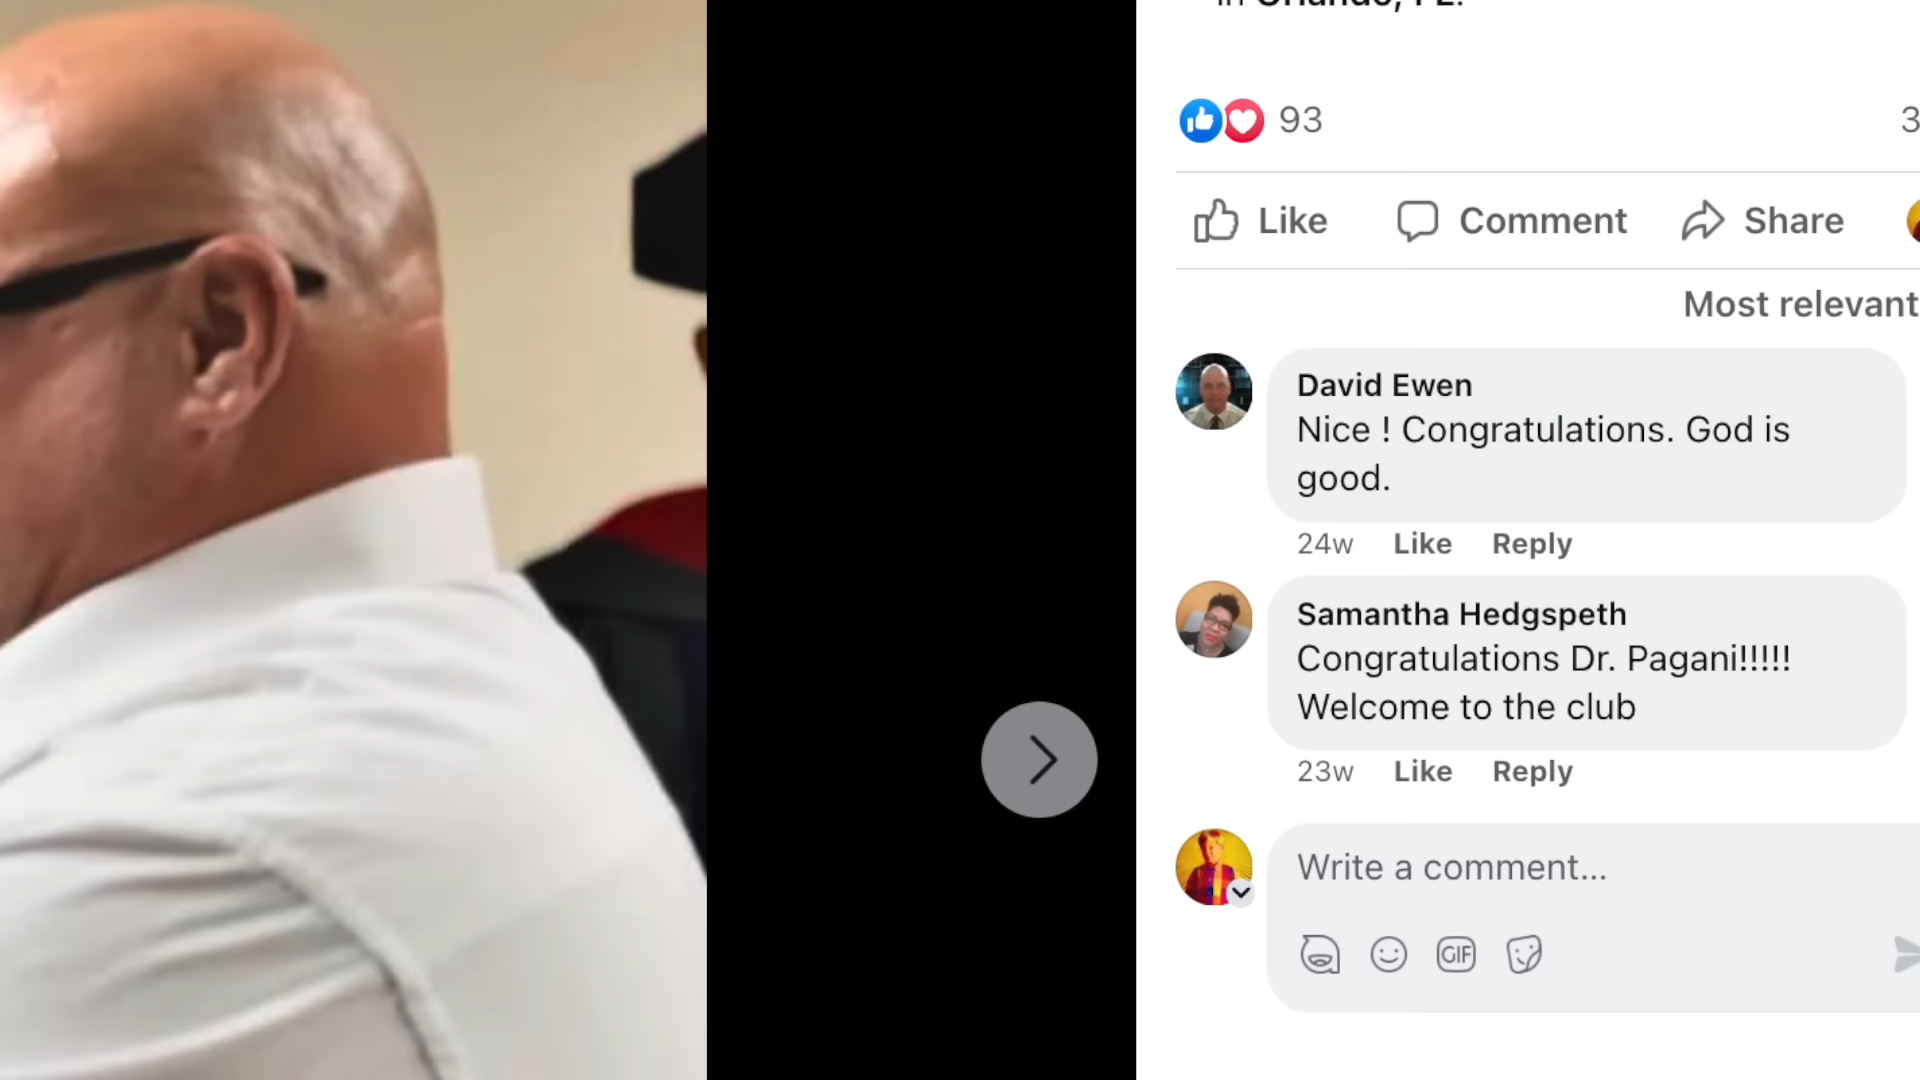 93
3
Like Comment Share
Most relevant
David Ewen
Nice ! Congratulations. God is
good.
24w Like Reply
Samantha Hedgspeth
Congratulations Dr. Pagani!!!!!
Welcome to the club
23w Like Reply
Write a comment...
GIF